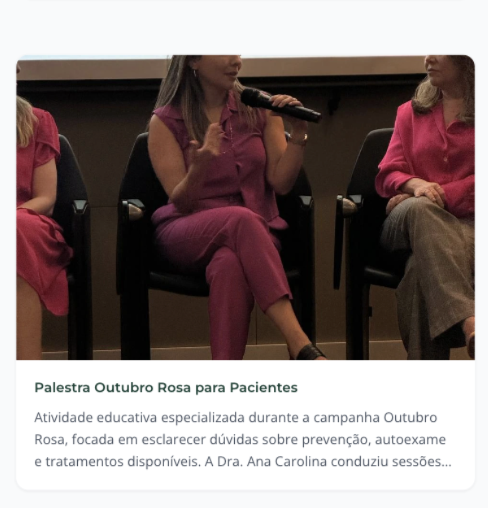 Palestra Outubro Rosa para Pacientes
Atividade educativa especializada durante a campanha Outubro
Rosa, focada em esclarecer dúvidas sobre prevenção, autoexame
e tratamentos disponíveis. A Dra. Ana Carolina conduziu sessões...